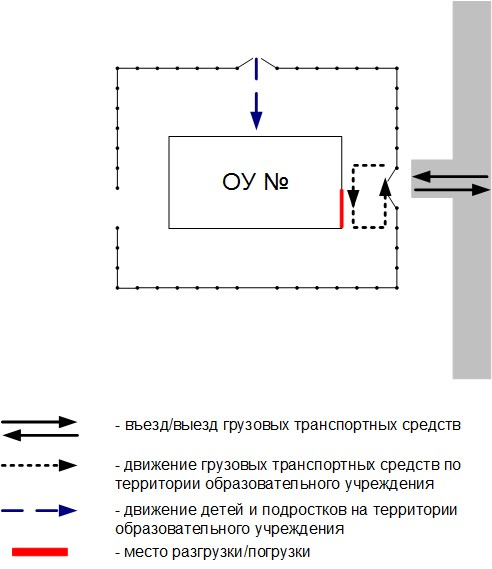 ОУ №
- въезд/выезд грузовых транспортных средств
- движение грузовых транспортных средств по
территории образовательного учреждения
- движение детей и подростков на территории
образовательного учреждения
- место разгрузки/погрузки